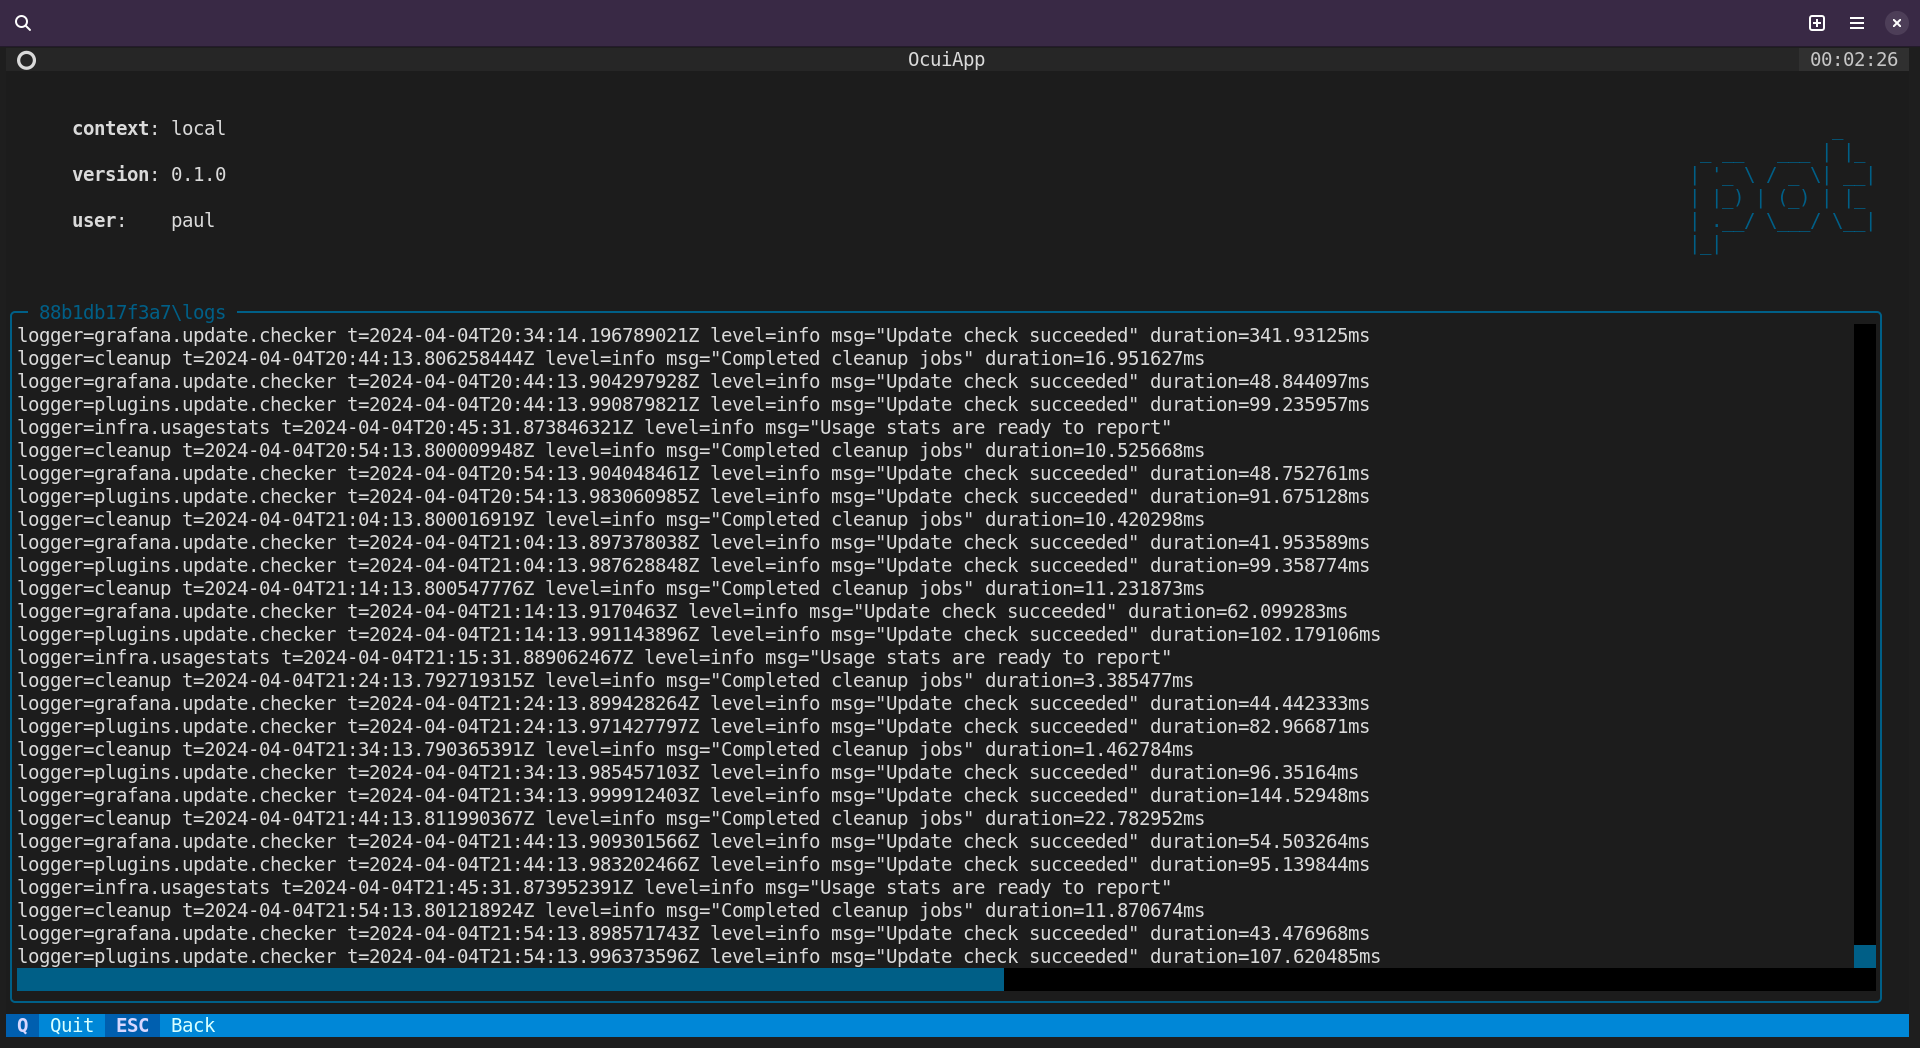 OcuiApp 00:02:26
context: local
version: 0.1.0
user: paul
pot
88b1db17f3a7\logs
logger=grafana.update.checker t=2024-04-04T20:34:14.196789021Z level=info msg="Update check succeeded" duration=341.93125ms
logger=cleanup t=2024-04-04T20:44:13.806258444Z level=info msg="Completed cleanup jobs" duration=16.951627ms
logger=grafana.update.checker t=2024-04-04T20:44:13.904297928Z level=info msg="Update check succeeded" duration=48.844097ms
logger=plugins.update.checker t=2024-04-04T20:44:13.990879821Z level=info msg="Update check succeeded" duration=99.235957ms
logger=infra.usagestats t=2024-04-04T20:45:31.873846321Z level=info msg="Usage stats are ready to report"
logger=cleanup t=2024-04-04T20:54:13.800009948Z level=info msg="Completed cleanup jobs" duration=10.525668ms
logger=grafana.update.checker t=2024-04-04T20:54:13.904048461Z level=info msg="Update check succeeded" duration=48.752761ms
logger=plugins.update.checker t=2024-04-04T20:54:13.983060985Z level=info msg="Update check succeeded" duration=91.675128ms
logger=cleanup t=2024-04-04T21:04:13.800016919Z level=info msg="Completed cleanup jobs" duration=10.420298ms
logger=grafana.update.checker t=2024-04-04T21:04:13.897378038Z level=info msg="Update check succeeded" duration=41.953589ms
logger=plugins.update.checker t=2024-04-04T21:04:13.987628848Z level=info msg="Update check succeeded" duration=99.358774ms
logger=cleanup t=2024-04-04T21:14:13.800547776Z level=info msg="Completed cleanup jobs" duration=11.231873ms
logger=grafana.update.checker t=2024-04-04T21:14:13.9170463Z level=info msg="Update check succeeded" duration=62.099283ms
logger=plugins.update.checker t=2024-04-04T21:14:13.991143896Z level=info msg="Update check succeeded" duration=102.179106ms
logger=infra.usagestats t=2024-04-04T21:15:31.889062467Z level=info msg="Usage stats are ready to report"
logger=cleanup t=2024-04-04T21:24:13.792719315Z level=info msg="Completed cleanup jobs" duration=3.385477ms
logger=grafana.update.checker t=2024-04-04T21:24:13.899428264Z level=info msg="Update check succeeded" duration=44.442333ms
logger=plugins.update.checker t=2024-04-04T21:24:13.971427797Z level=info msg="Update check succeeded" duration=82.966871ms
logger=cleanup t=2024-04-04T21:34:13.790365391Z level=info msg="Completed cleanup jobs" duration=1.462784ms
logger=plugins.update.checker t=2024-04-04T21:34:13.985457103Z level=info msg="Update check succeeded" duration=96.35164ms
logger=grafana.update.checker t=2024-04-04T21:34:13.999912403Z level=info msg="Update check succeeded" duration=144.52948ms
logger=cleanup t=2024-04-04T21:44:13.811990367Z level=info msg="Completed cleanup jobs" duration=22.782952ms
logger=grafana.update.checker t=2024-04-04T21:44:13.909301566Z level=info msg="Update check succeeded" duration=54.503264ms
logger=plugins.update.checker t=2024-04-04T21:44:13.983202466Z level=info msg="Update check succeeded" duration=95.139844ms
logger=infra.usagestats t=2024-04-04T21:45:31.873952391Z level=info msg="Usage stats are ready to report"
logger=cleanup t=2024-04-04T21:54:13.801218924Z level=info msg="Completed cleanup jobs" duration=11.870674ms
logger=grafana.update.checker t=2024-04-04T21:54:13.898571743Z level=info msg="Update check succeeded" duration=43.476968ms
logger=plugins.update.checker t=2024-04-04T21:54:13.996373596Z level=info msg="Update check succeeded" duration=107.620485ms
Q Quit ESC Back